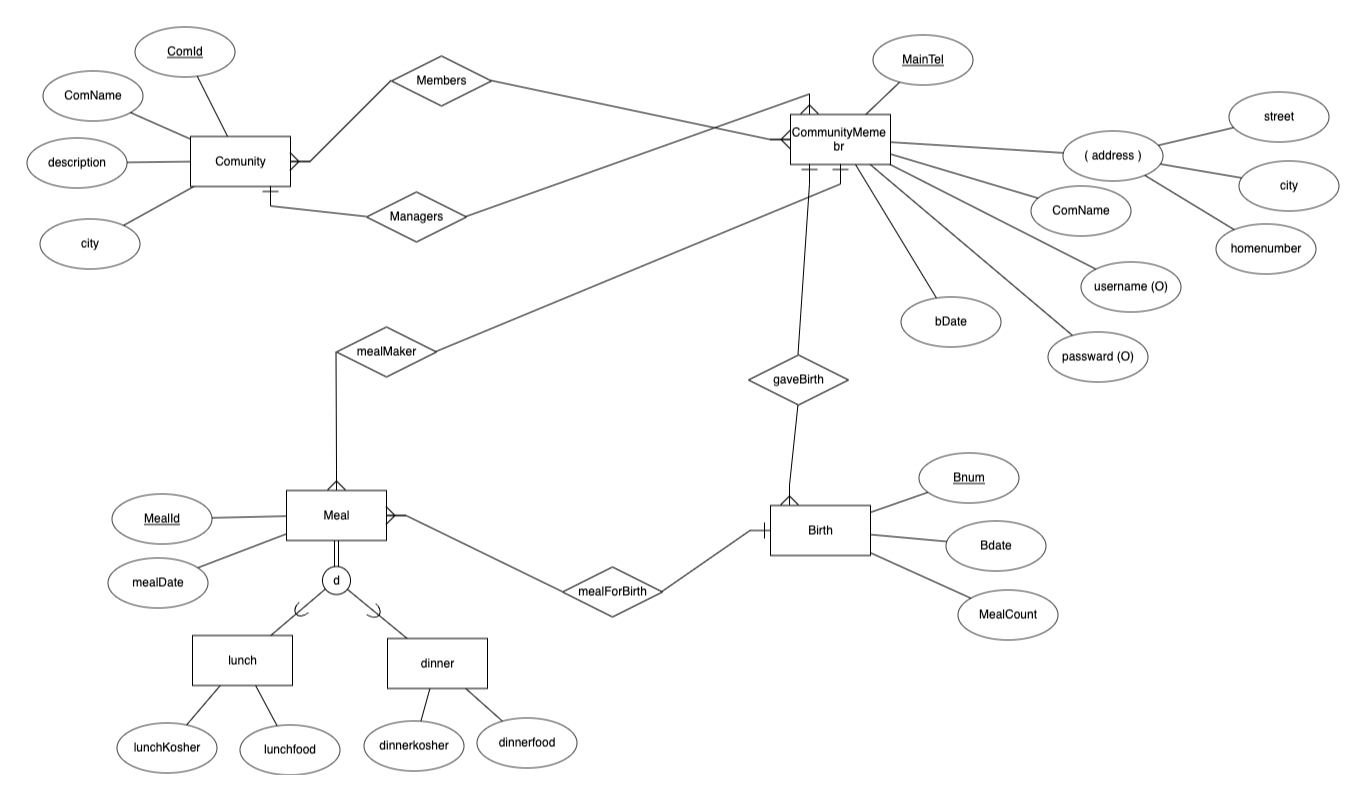 ComId
ComName
description
city
Comunity
Members
Managers
MainTel
CommunityMeme
br
( address )
street
city
homenumber
ComName
username (O)
passward (O)
bDate
mealMaker
gaveBirth
MealId
mealDate
Meal
d
mealForBirth
Birth
Bnum
Bdate
MealCount
lunch
dinner
lunchKosher
lunchfood
dinnerkosher
dinnerfood